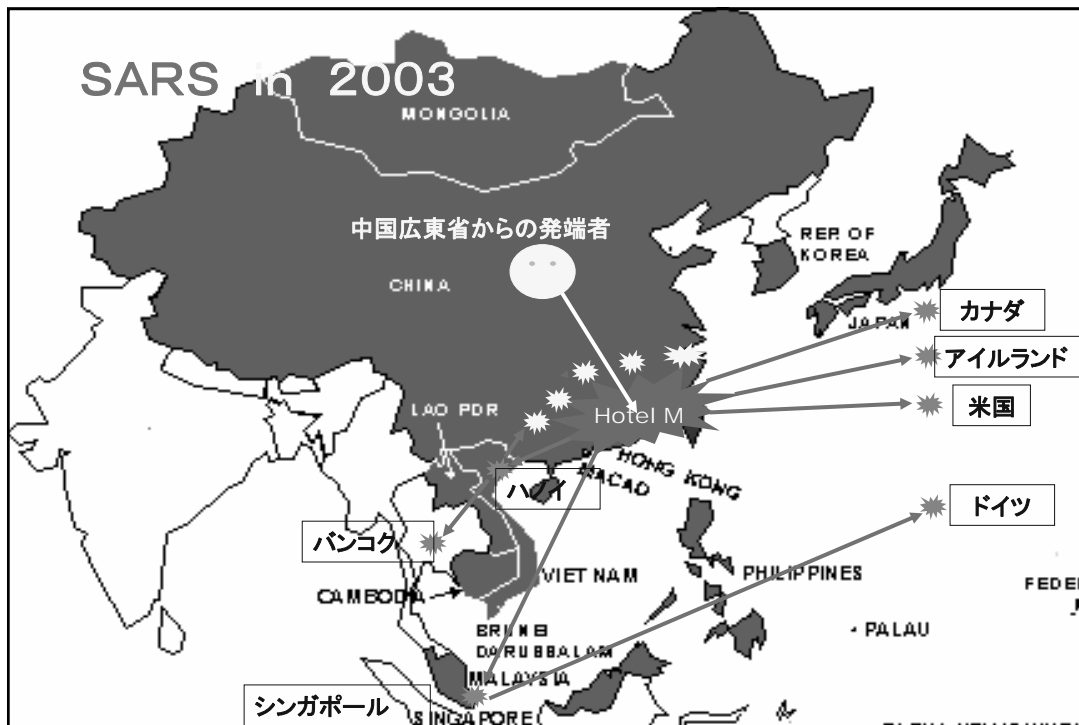 SARS in 2003
MONGOLIA
中国広東省からの発端者
REP. OF
KOREA
CHINA
カナダ
JAPAN
アイルランド
LAO PDR
Hotel M
米国
HONG KONG
MACAO
ハノイ
ドイツ
バンコク
VIET NAM
PHILIPPINES
CAMBODIA
BRUNEI
DARUBBALAM
PALAU
MALAYSIA
シンガポール
SINGAPORE